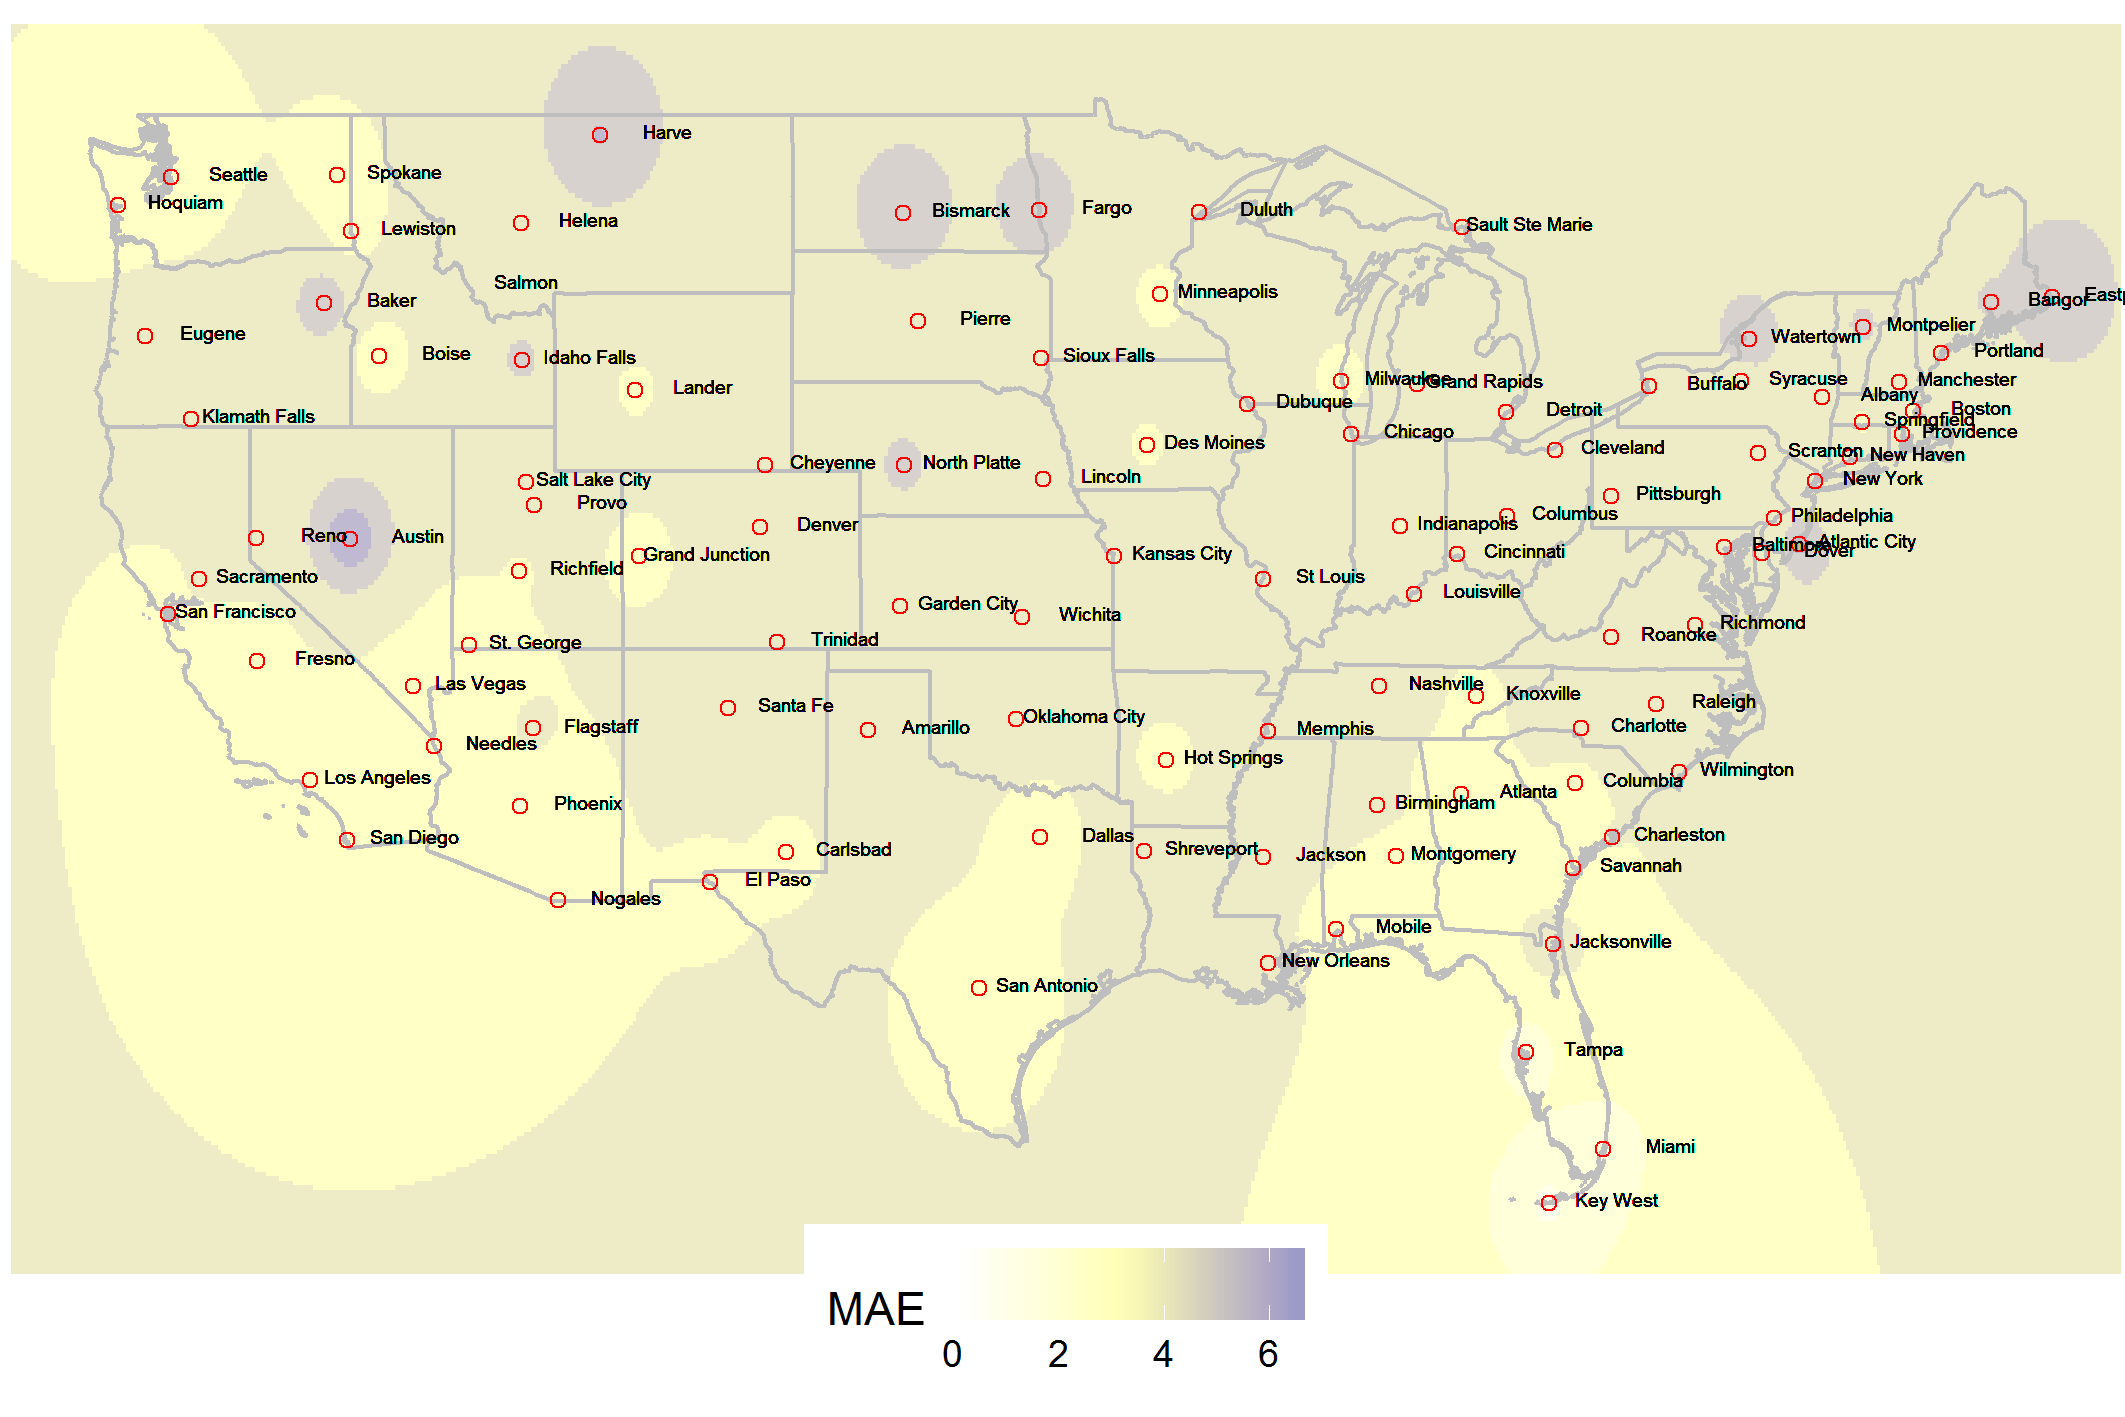 Harve
Seattle
Spokane
Hoquiam
Bismarck
Fargo
Duluth
Helena
Sault Ste Marie
Lewiston
Salmon
Minneapolis
Baker
Bangor
Eastp
Pierre
Montpelier
Eugene
Watertown
Portland
Boise
Idaho Falls
Sioux Falls
Lander
Milwaukee
Grand Rapids
Buffalo
Syracuse
Manchester
Albany
Dubuque
Detroit
Boston
Klamath Falls
Springfield
Chicago
Providence
Des Moines
Cleveland
Scranton
New Haven
Cheyenne
North Platte
Salt Lake City
Lincoln
New York
Provo
Pittsburgh
Denver
Indianapolis
Columbus
Philadelphia
Reno
Austin
Baltimore
Atlantic City
Dover
Grand Junction
Kansas City
Cincinnati
Richfield
Sacramento
St Louis
Louisville
San Francisco
Garden City
Wichita
Richmond
St. George
Trinidad
Roanoke
Fresno
Las Vegas
Nashville
Knoxville
Santa Fe
Raleigh
Flagstaff
Amarillo
Oklahoma City
Memphis
Charlotte
Needles
Hot Springs
Los Angeles
Wilmington
Columbia
Phoenix
Birmingham
Atlanta
San Diego
Dallas
Charleston
Carlsbad
Shreveport
Jackson
Montgomery
El Paso
Savannah
Nogales
Mobile
Jacksonville
New Orleans
San Antonio
Tampa
Miami
Key West
MAE
0 2 4 6